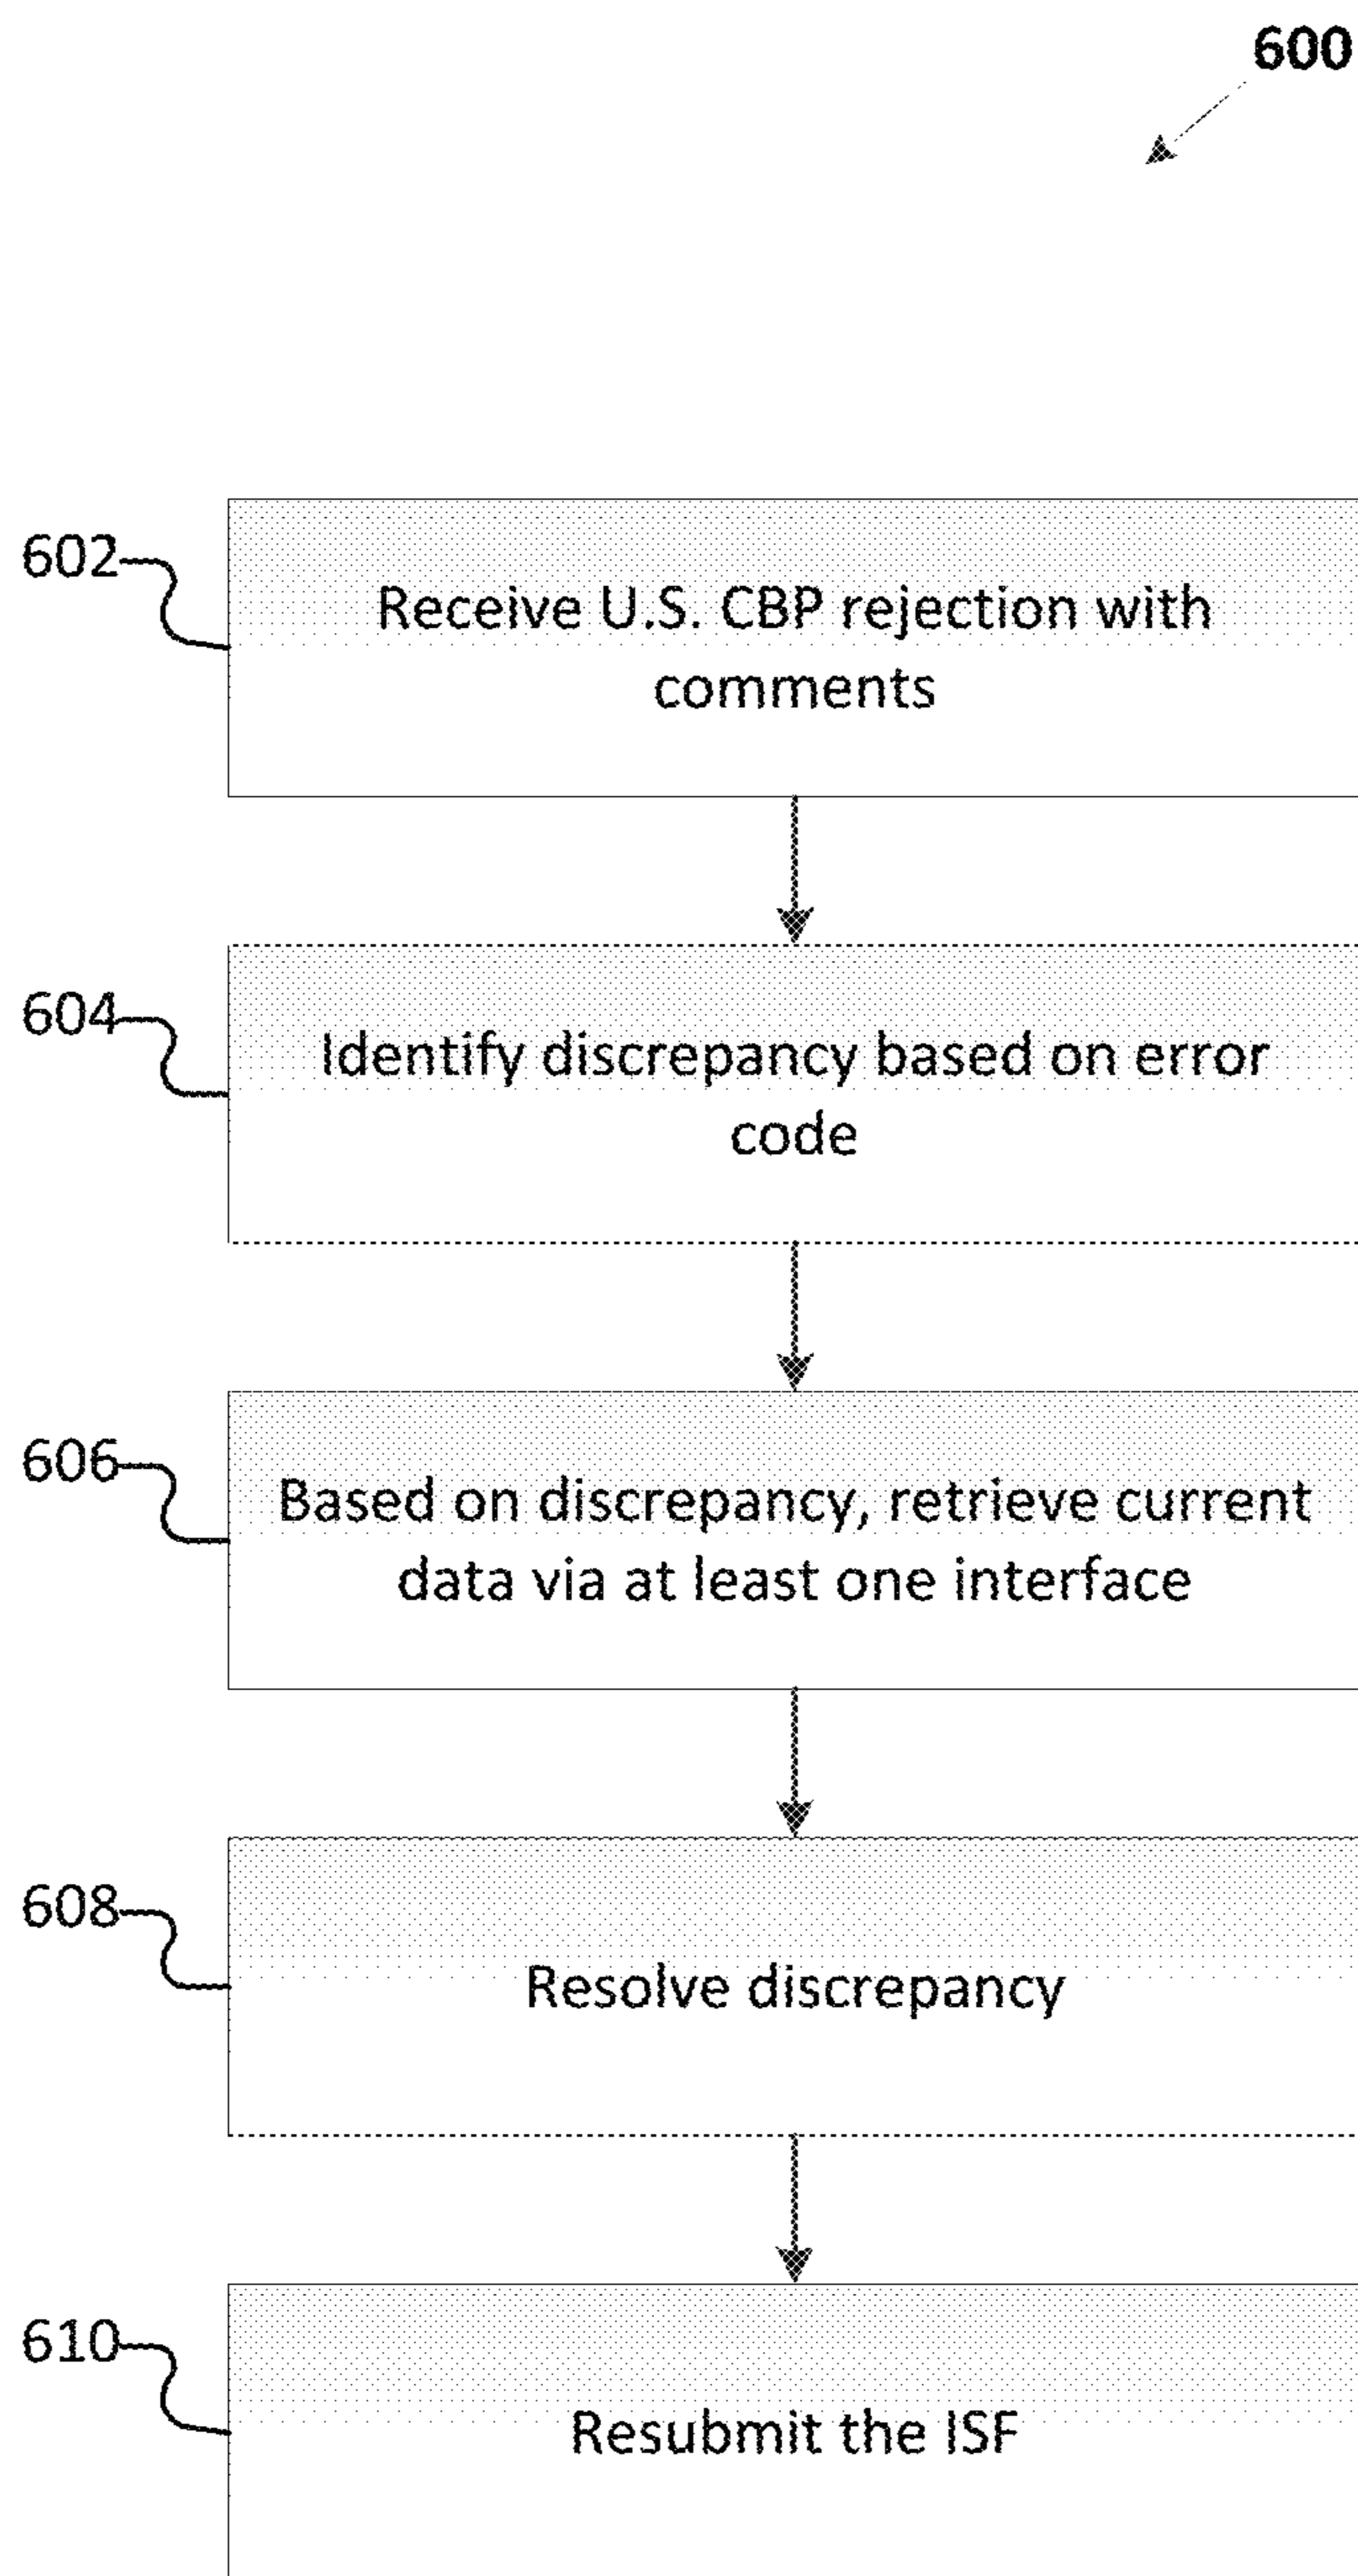 600
602
Receive U.S. CBP rejection with
comments
604
Identify discrepancy based on error
code
606
Based on discrepancy, retrieve current
data via at least one interface
608
Resolve discrepancy
610
Resubmit the ISF